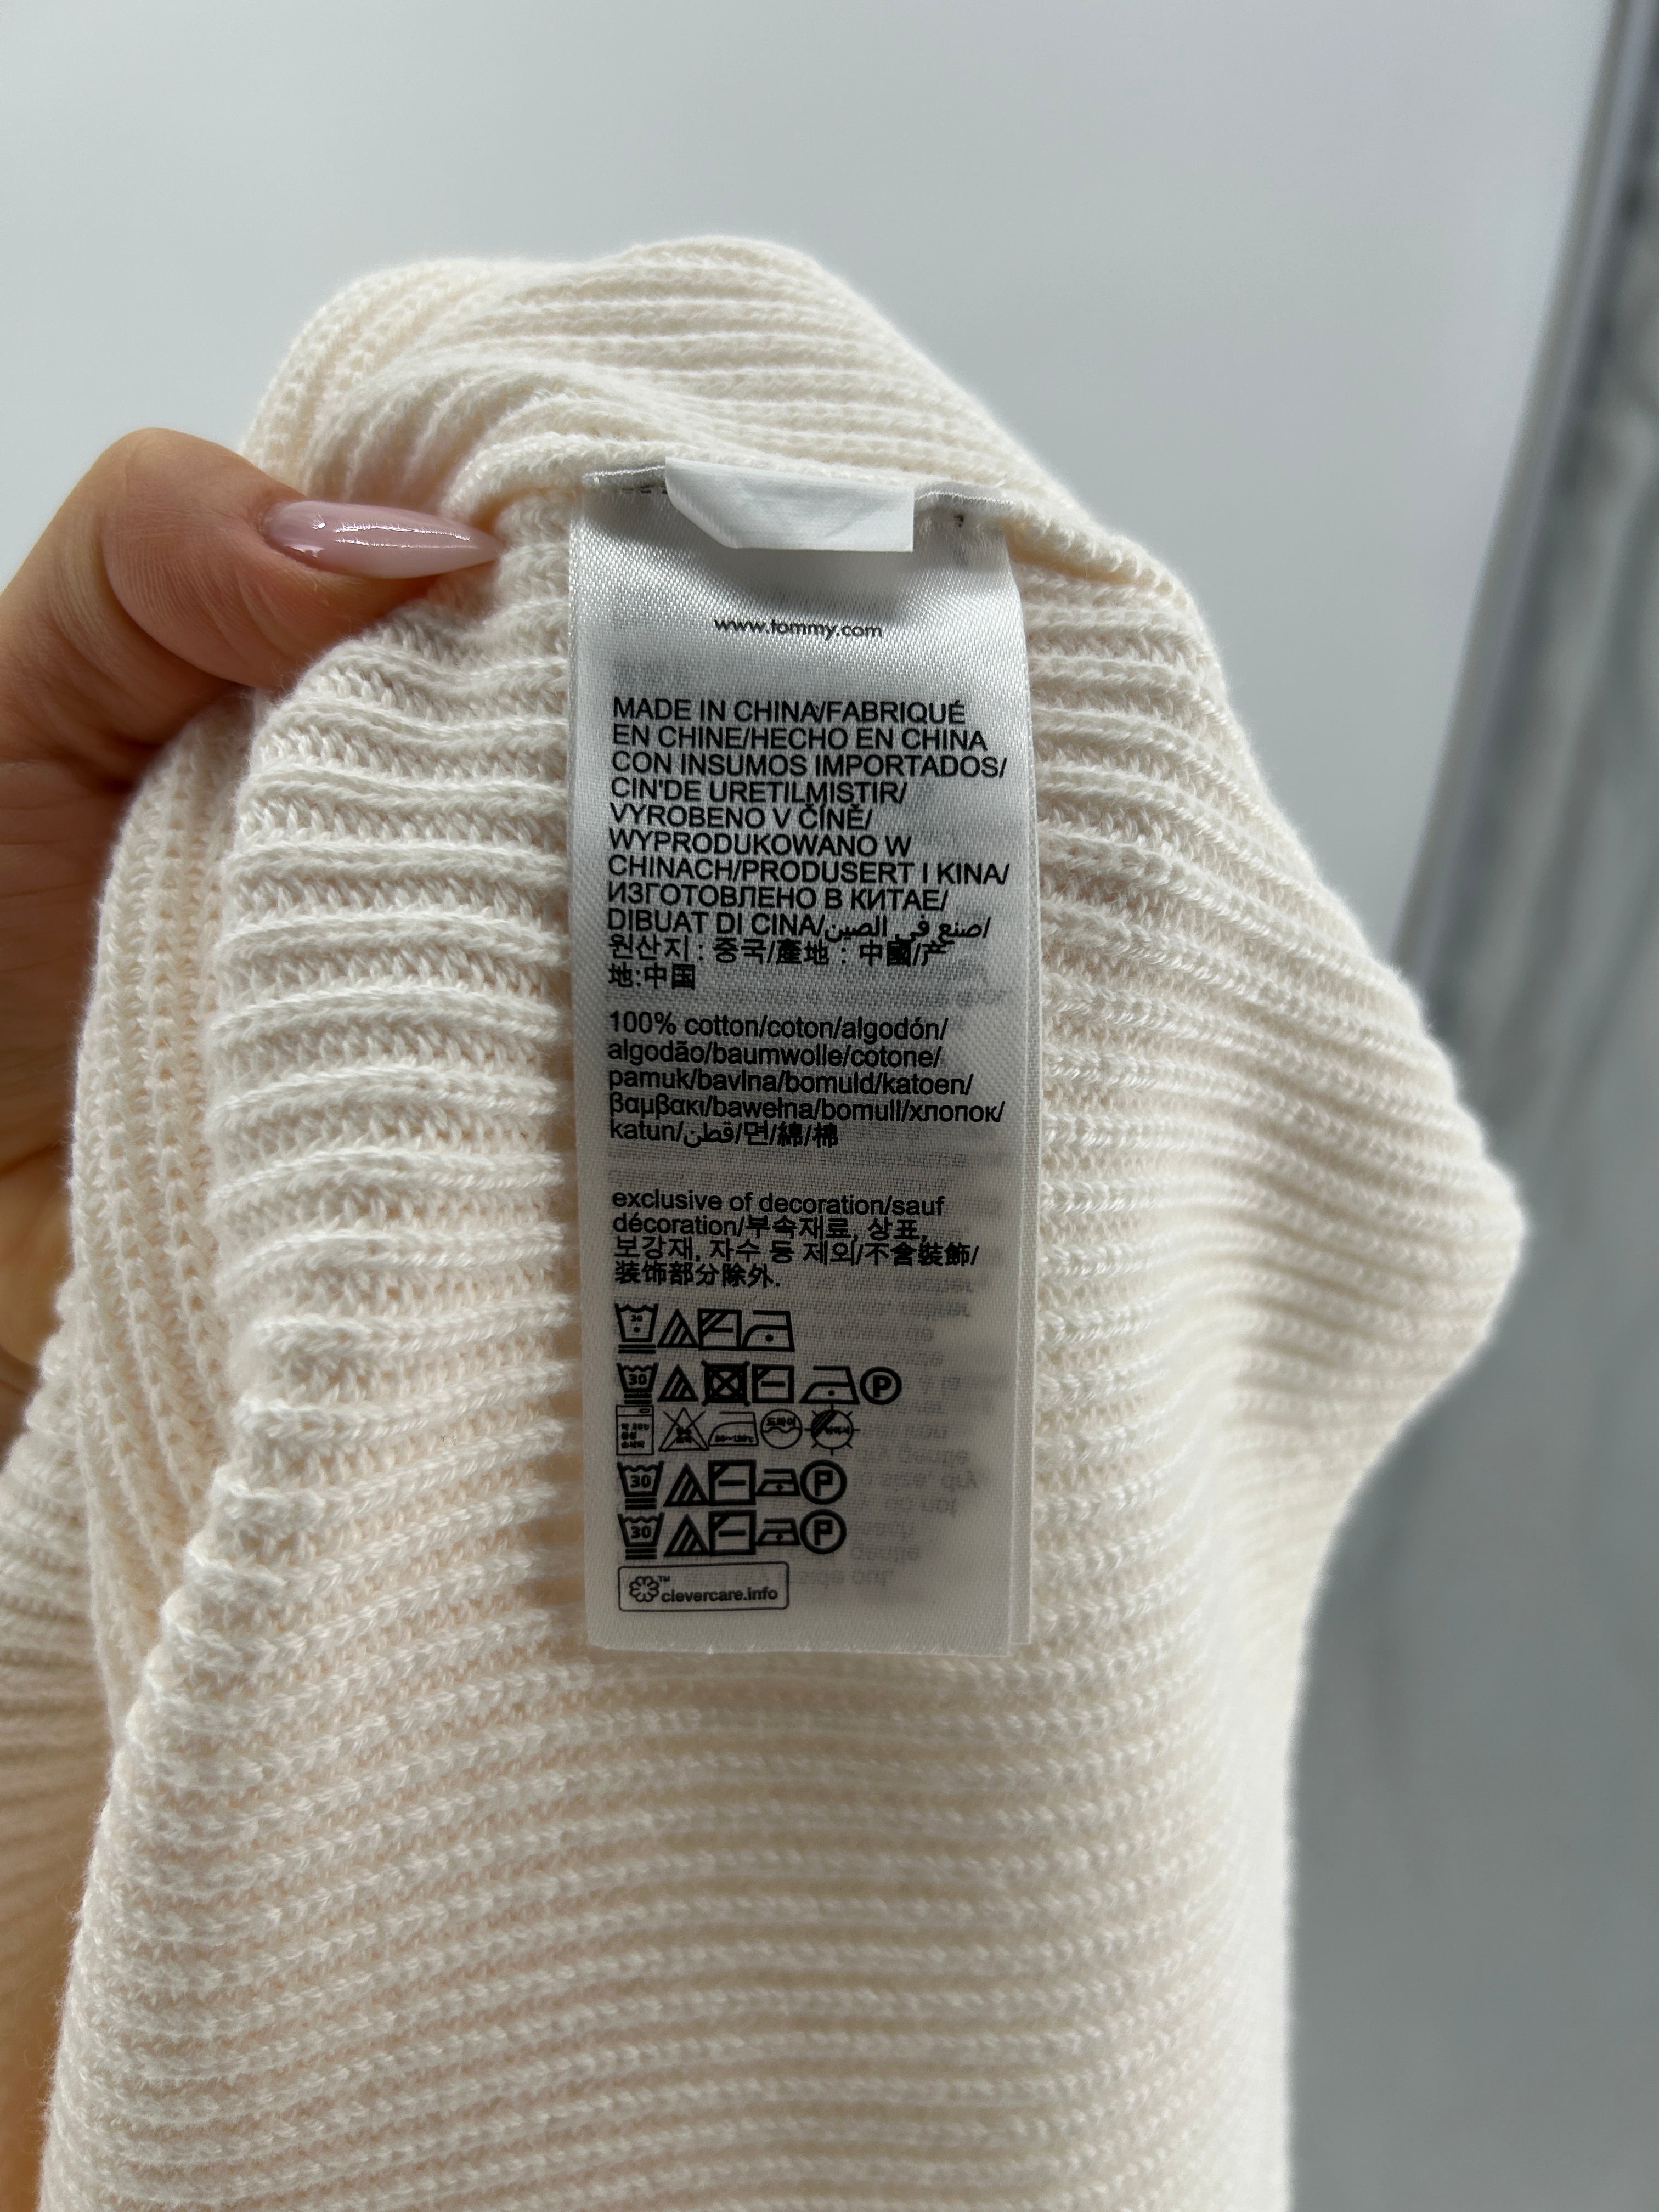 www.tommy.com
MADE IN CHINA/FABRIQUÉ
EN CHINE/HECHO EN CHINA
CON INSUMOS IMPORTADOS/
CIN'DE URETILMISTIR/
VYROBENO V ČÍNĚ/
WYPRODUKOWANO W
CHINACH/PRODUSERT I KINA/
ИЗГОТОВЛЕНО В КИТАЕ/
DIBUAT DI CINA/صنع في الصين/
원산지 : 중국/產地 : 中國/产
地:中国
100% cotton/coton/algodón/
algodão/baumwolle/cotone/
pamuk/bavlna/bomuld/katoen/
βαμβακι/bawełna/bomull/хлопок/
katun/قطن/면/綿/棉
exclusive of decoration/sauf
décoration/부속재료, 상표,
보강재, 자수 등 제외/不含裝飾/
装饰部分除外.
30
30
드라이
30 P
30 P
clevercare.info